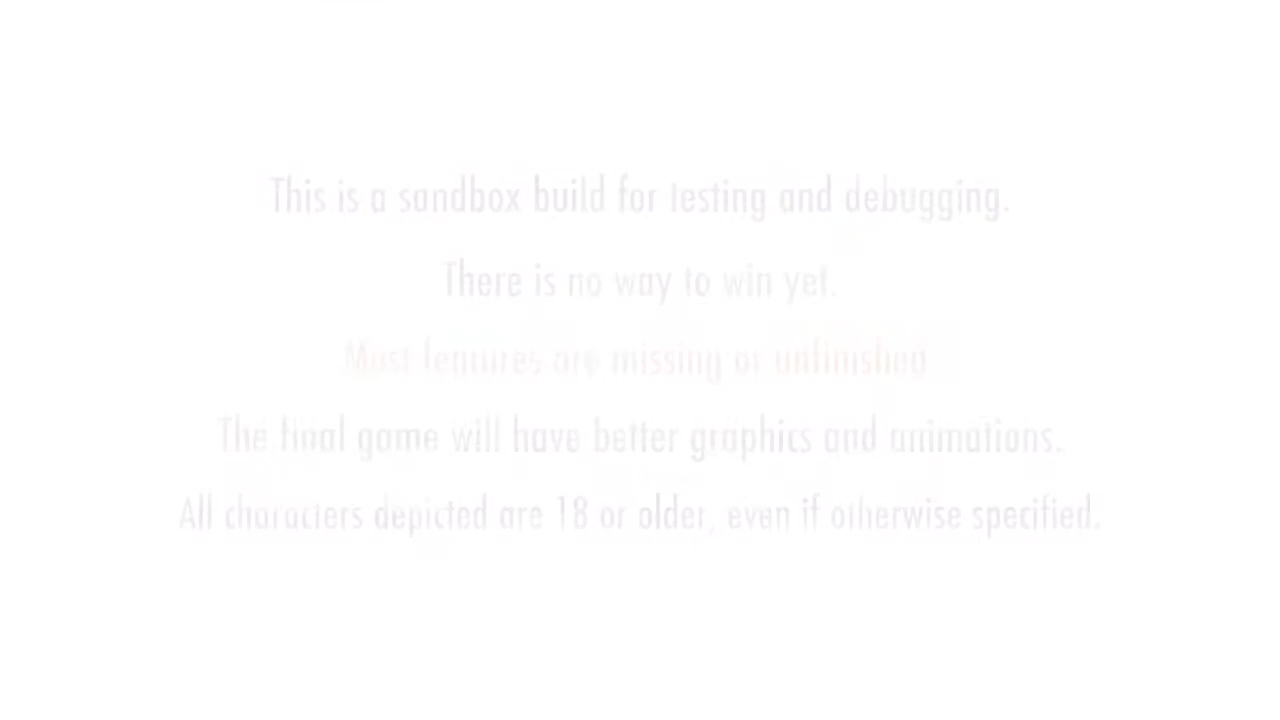 This is a sandbox build for testing and debugging.
There is no way to win yet.
Most features are missing or unfinished
The final game will have better graphics and animations.
All characters depicted are 18 or older, even if otherwise specified.